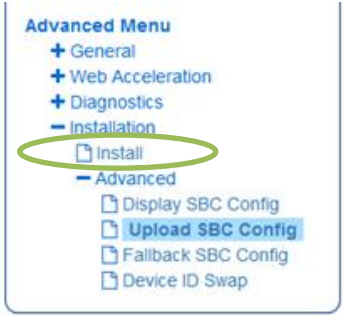 Advanced Menu
General
Web Acceleration
Diagnostics
Installation
Install
Advanced
Display SBC Config
Upload SBC Config
Fallback SBC Config
Device ID Swap